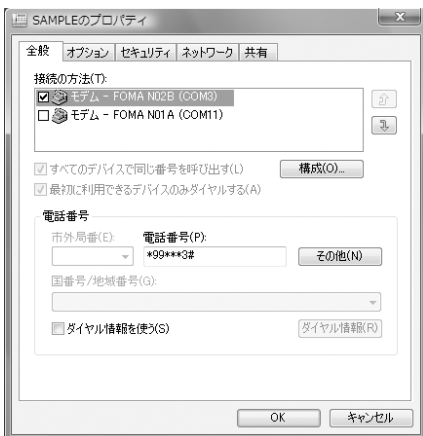 SAMPLEのプロパティ
全般 オプション セキュリティ ネットワーク 共有
接続の方法(T):
モデム - FOMA N02B (COM3)
モデム - FOMA N01A (COM11)
すべてのデバイスで同じ番号を呼び出す(L) 構成(O)...
最初に利用できるデバイスのみダイヤルする(A)
電話番号
市外局番(E): 電話番号(P):
*99***3# その他(N)
国番号/地域番号(G):
ダイヤル情報を使う(S) ダイヤル情報(R)
OK キャンセル